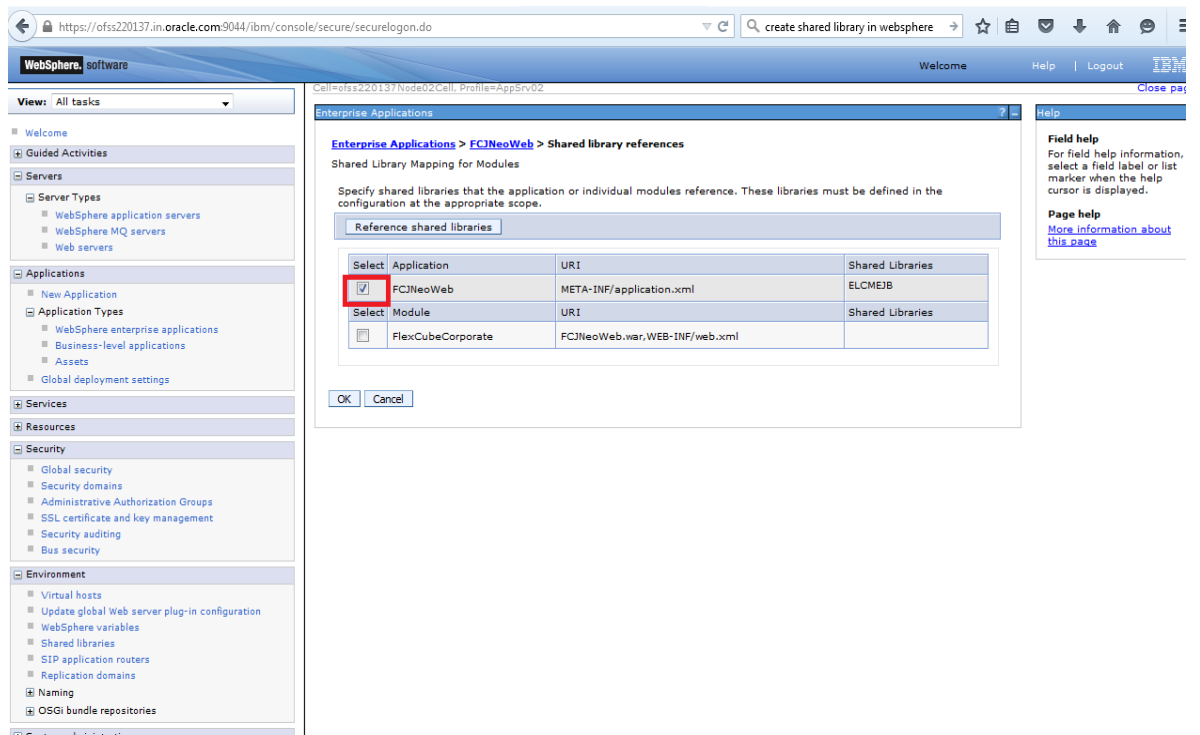 https://ofss220137.in.oracle.com:9044/ibm/console/secure/securelogon.do
create shared library in websphere
WebSphere. software
Welcome Help | Logout IBM
Cell=ofss220137Node02Cell, Profile=AppSrv02
Close pag
View: All tasks
Welcome
Guided Activities
Servers
Server Types
WebSphere application servers
WebSphere MQ servers
Web servers
Applications
New Application
Application Types
WebSphere enterprise applications
Business-level applications
Assets
Global deployment settings
Services
Resources
Security
Global security
Security domains
Administrative Authorization Groups
SSL certificate and key management
Security auditing
Bus security
Environment
Virtual hosts
Update global Web server plug-in configuration
WebSphere variables
Shared libraries
SIP application routers
Replication domains
Naming
OSGi bundle repositories
Enterprise Applications ? -
Enterprise Applications > FCJNeoWeb > Shared library references
Shared Library Mapping for Modules
Specify shared libraries that the application or individual modules reference. These libraries must be defined in the
configuration at the appropriate scope.
Reference shared libraries
Select Application URI Shared Libraries
FCJNeoWeb META-INF/application.xml ELCMEJB
Select Module URI Shared Libraries
FlexCubeCorporate FCJNeoWeb.war,WEB-INF/web.xml
OK Cancel
Help
Field help
For field help information,
select a field label or list
marker when the help
cursor is displayed.
Page help
More information about
this page